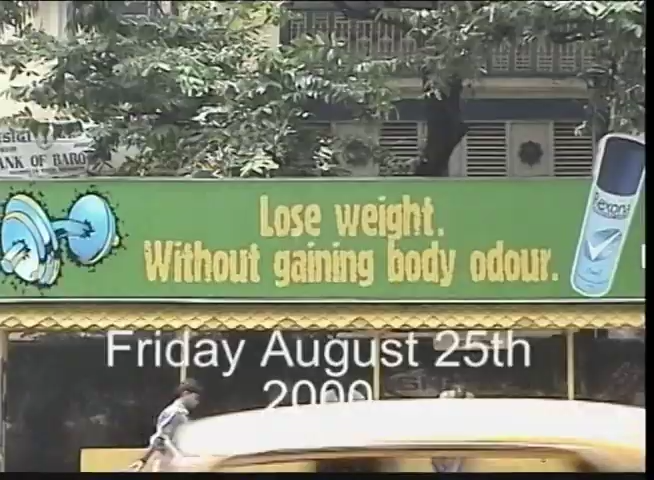 ANK OF BARO
Lose weight.
Without gaining body odour.
Rexona
Friday August 25th
2000